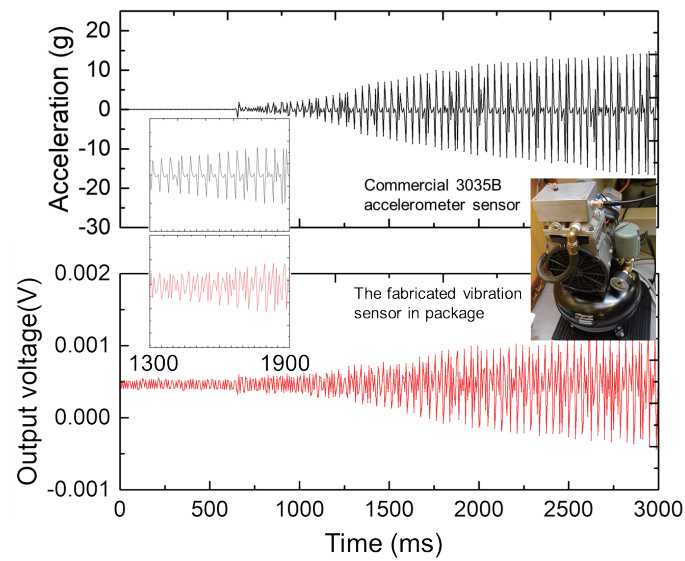 Acceleration (g)
20
10
0
-10
-20
-30
Commercial 3035B
accelerometer sensor
Output voltage(V)
0.002
0.001
0.000
-0.001
The fabricated vibration
sensor in package
1300
1900
0
500
1000
1500
2000
2500
3000
Time (ms)